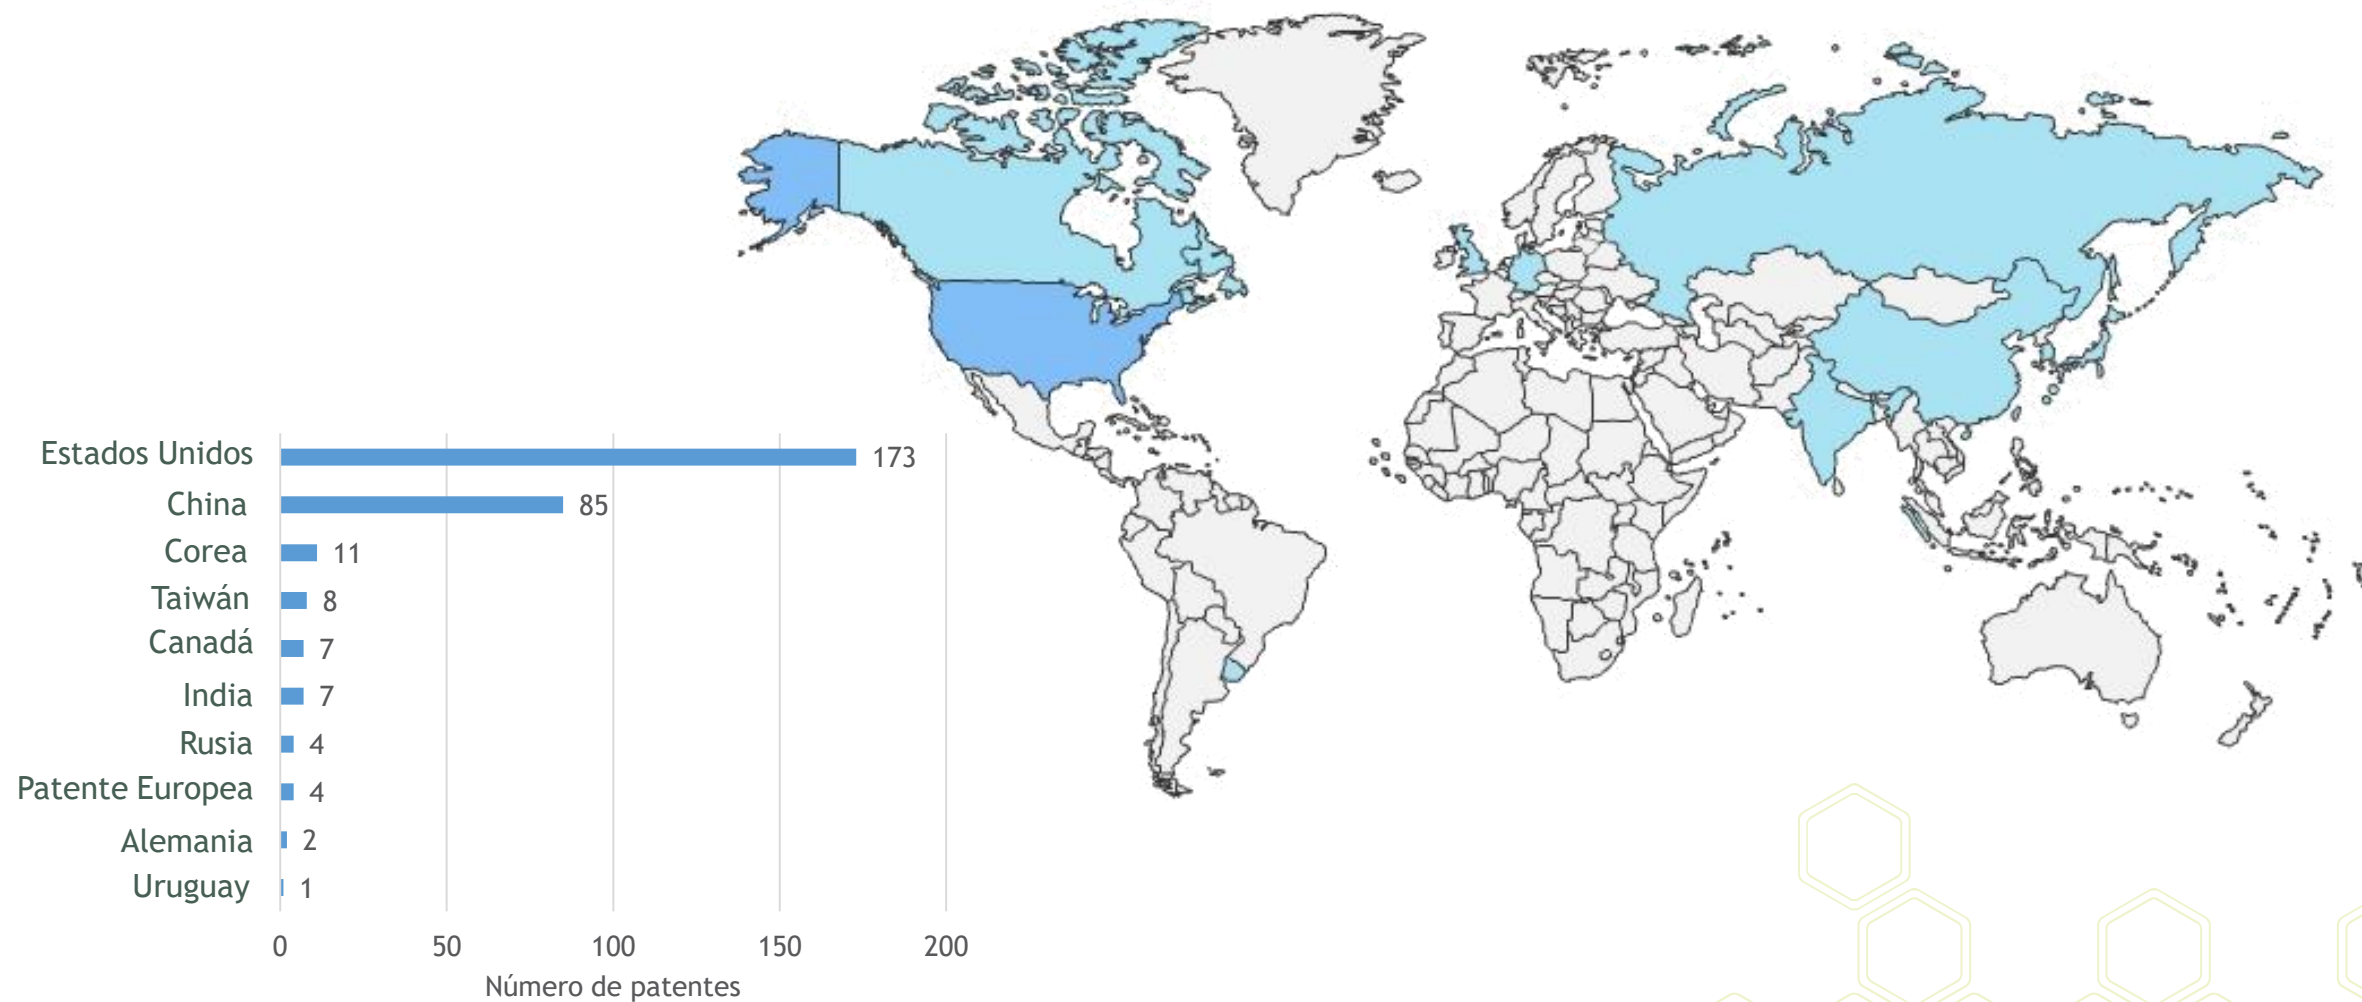 Estados Unidos 173
China 85
Corea 11
Taiwán 8
Canadá 7
India 7
Rusia 4
Patente Europea 4
Alemania 2
Uruguay 1
0 50 100 150 200
Número de patentes